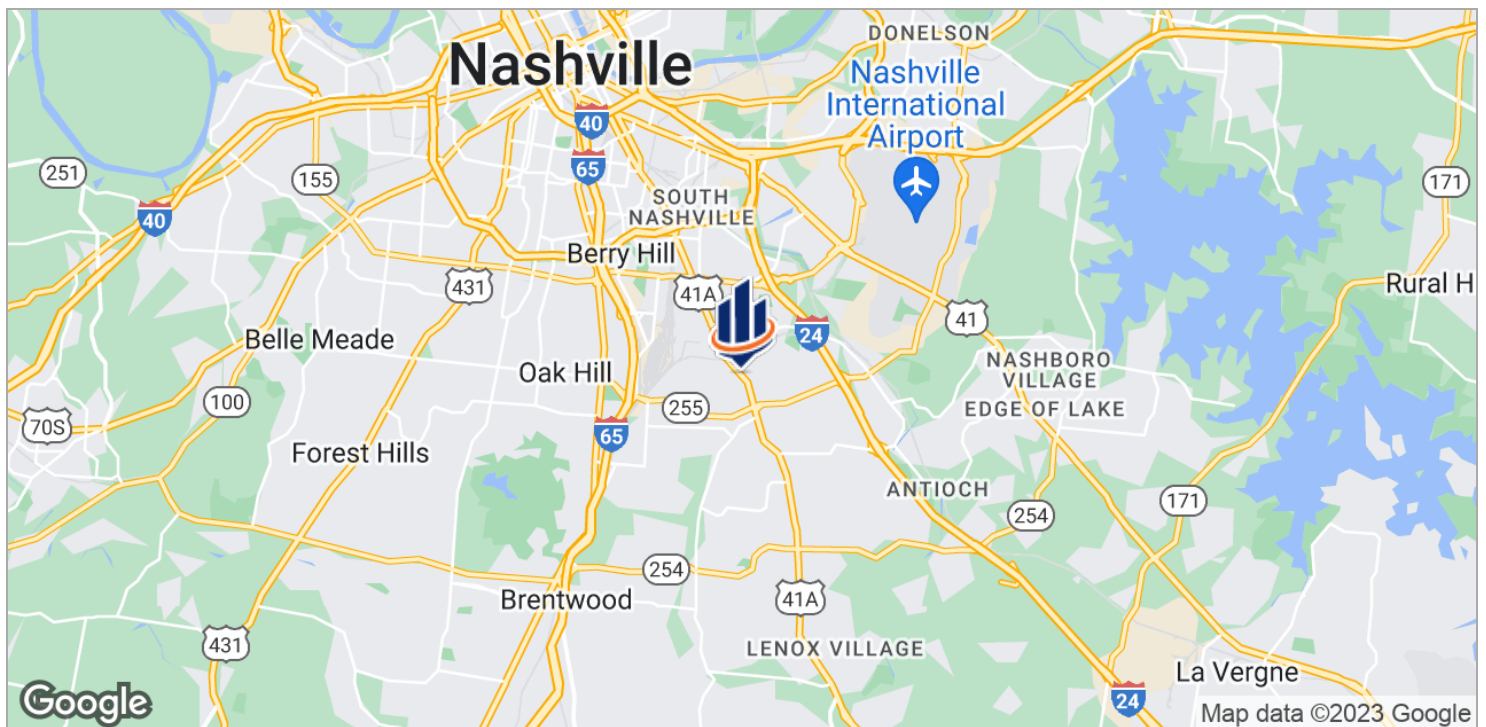 DONELSON
Nashville
Nashville
International
Airport
40
65
251
155
171
40
SOUTH
NASHVILLE
Berry Hill
431
41A
Rural H
41
24
Belle Meade
NASHBORO
VILLAGE
Oak Hill
100
255
EDGE OF LAKE
70S
65
Forest Hills
ANTIOCH
171
254
254
Brentwood
41A
431
LENOX VILLAGE
La Vergne
24
Google
Map data ©2023 Google